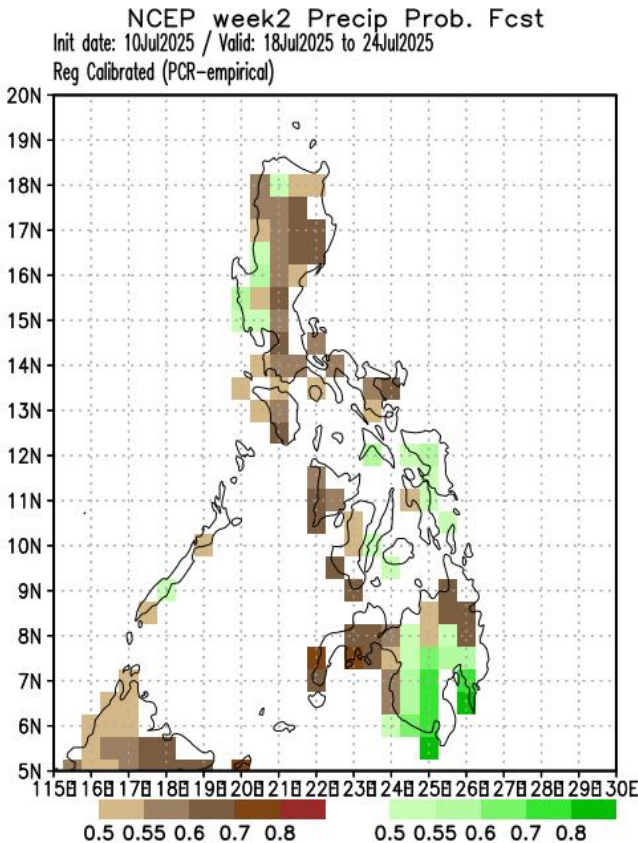 NCEP week2 Precip Prob. Fcst
Init date: 10Jul2025 / Valid: 18Jul2025 to 24Jul2025
Reg Calibrated (PCR-empirical)
20N
19N
18N
17N
16N
15N
14N
13N
12N
11N
10N
9N
8N
7N
6N
5N
115E 116E 117E 118E 119E 120E 121E 122E 123E 124E 125E 126E 127E 128E 129E 130E
0.5 0.55 0.6 0.7 0.8 0.5 0.55 0.6 0.7 0.8